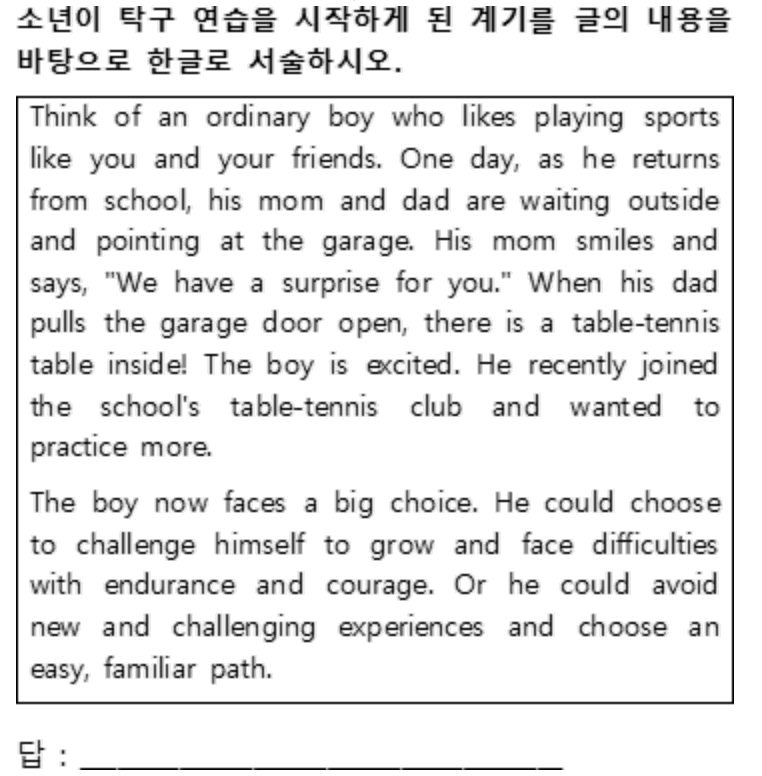 소년이 탁구 연습을 시작하게 된 계기를 글의 내용을
바탕으로 한글로 서술하시오.
Think of an ordinary boy who likes playing sports
like you and your friends. One day, as he returns
from school, his mom and dad are waiting outside
and pointing at the garage. His mom smiles and
says, "We have a surprise for you." When his dad
pulls the garage door open, there is a table-tennis
table inside! The boy is excited. He recently joined
the school's table-tennis club and wanted to
practice more.
The boy now faces a big choice. He could choose
to challenge himself to grow and face difficulties
with endurance and courage. Or he could avoid
new and challenging experiences and choose an
easy, familiar path.
답 : ____________________